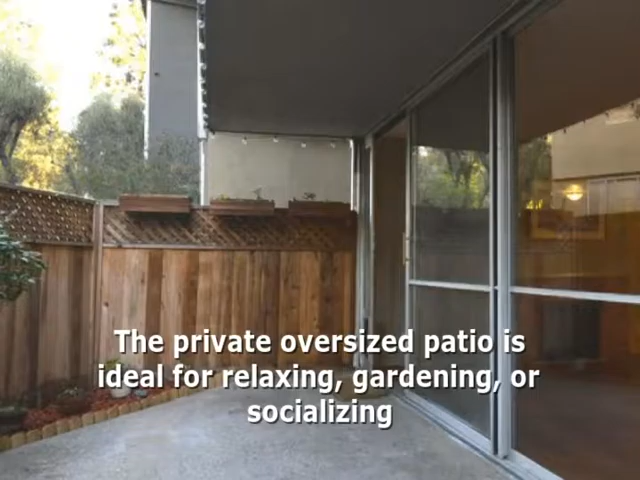 The private oversized patio is
ideal for relaxing, gardening, or
socializing